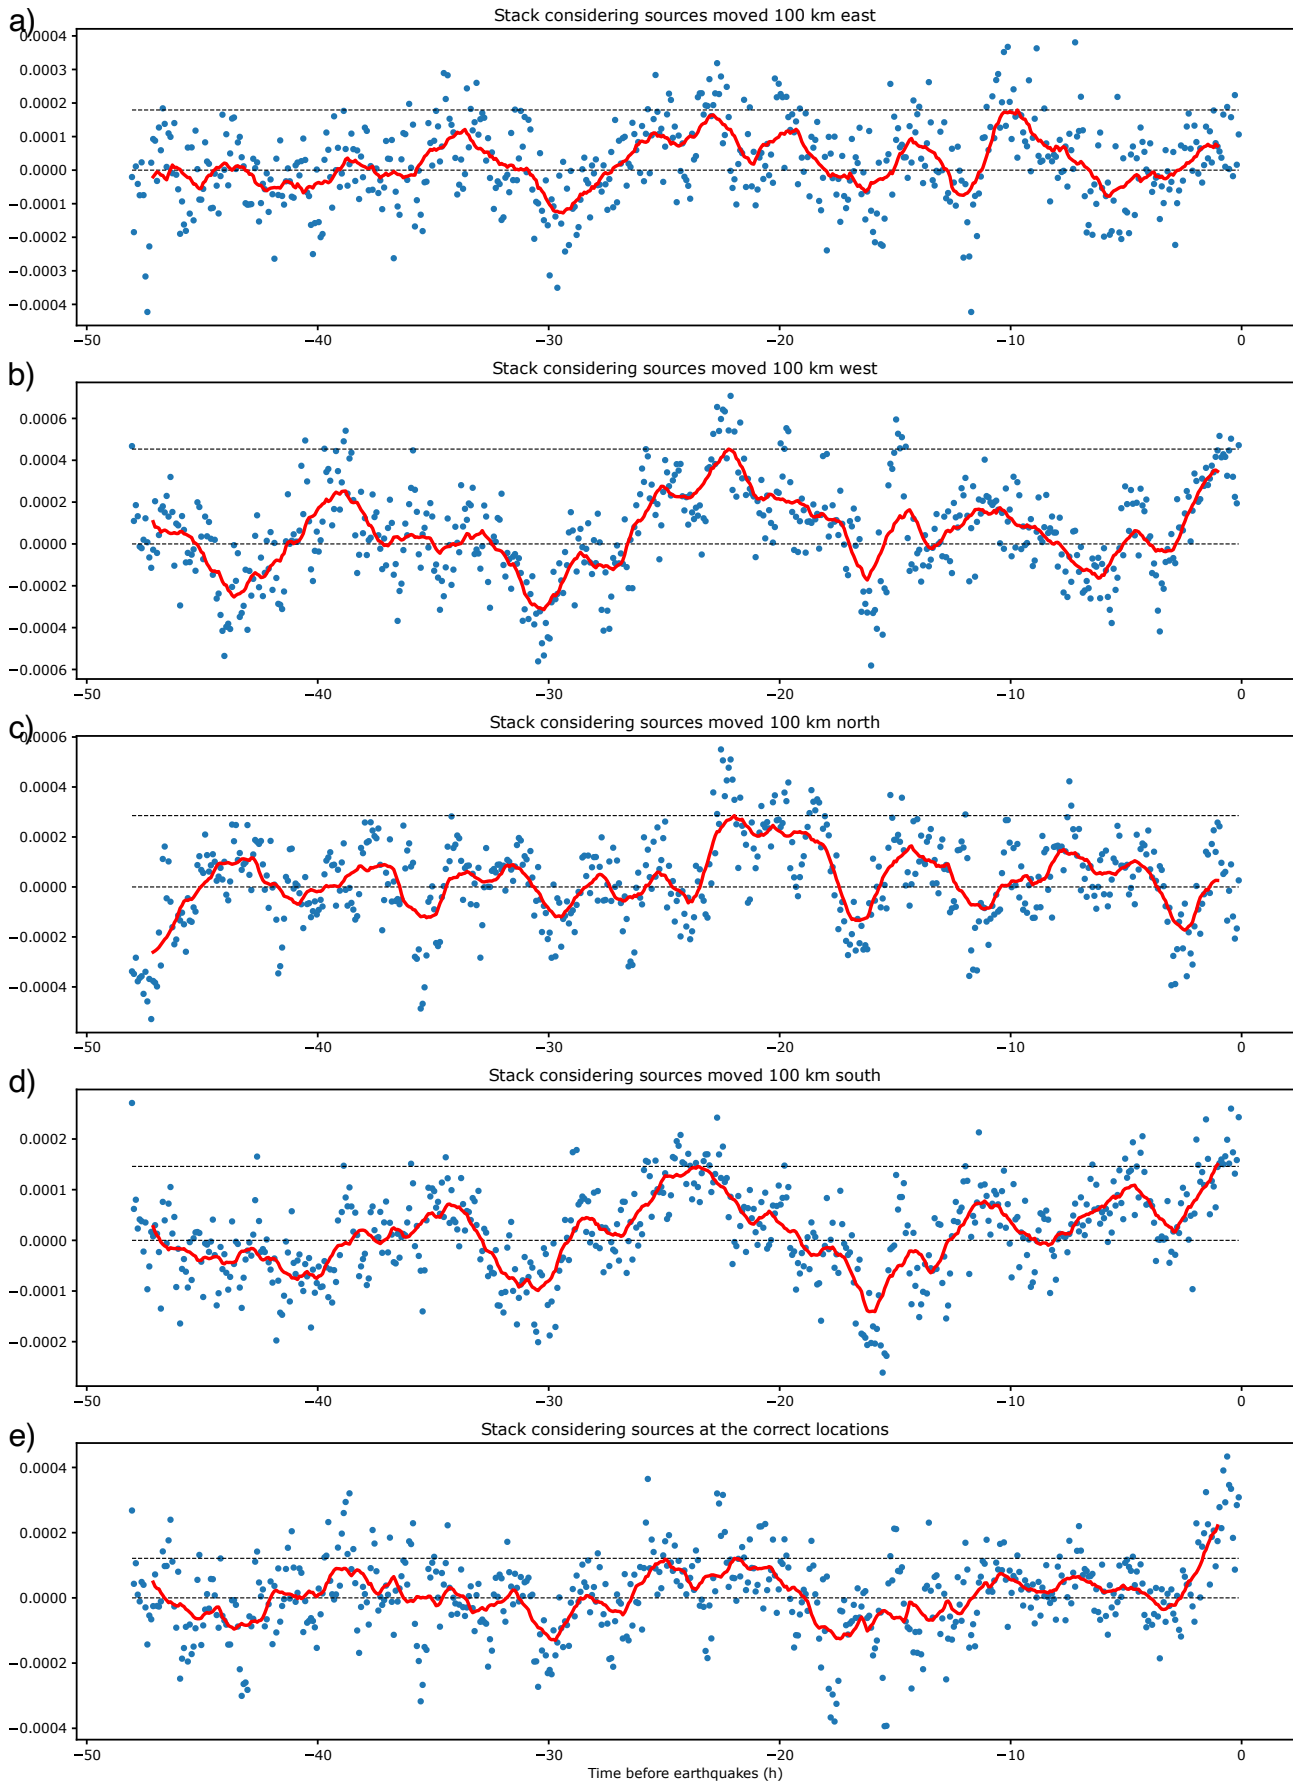 a)
Stack considering sources moved 100 km east
0.0004
0.0003
0.0002
0.0001
0.0000
−0.0001
−0.0002
−0.0003
−0.0004
−50 −40 −30 −20 −10 0
b)
Stack considering sources moved 100 km west
0.0006
0.0004
0.0002
0.0000
−0.0002
−0.0004
−0.0006
−50 −40 −30 −20 −10 0
c)
Stack considering sources moved 100 km north
0.0006
0.0004
0.0002
0.0000
−0.0002
−0.0004
−50 −40 −30 −20 −10 0
d)
Stack considering sources moved 100 km south
0.0002
0.0001
0.0000
−0.0001
−0.0002
−50 −40 −30 −20 −10 0
e)
Stack considering sources at the correct locations
0.0004
0.0002
0.0000
−0.0002
−0.0004
−50 −40 −30 −20 −10 0
Time before earthquakes (h)